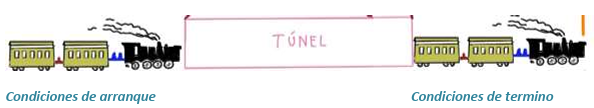 TÚNEL
Condiciones de arranque
Condiciones de termino